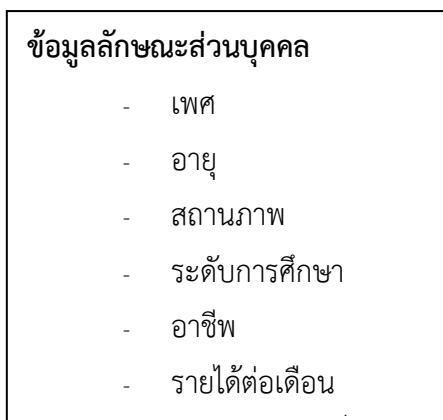 ข้อมูลลักษณะส่วนบุคคล
- เพศ
- อายุ
- สถานภาพ
- ระดับการศึกษา
- อาชีพ
- รายได้ต่อเดือน